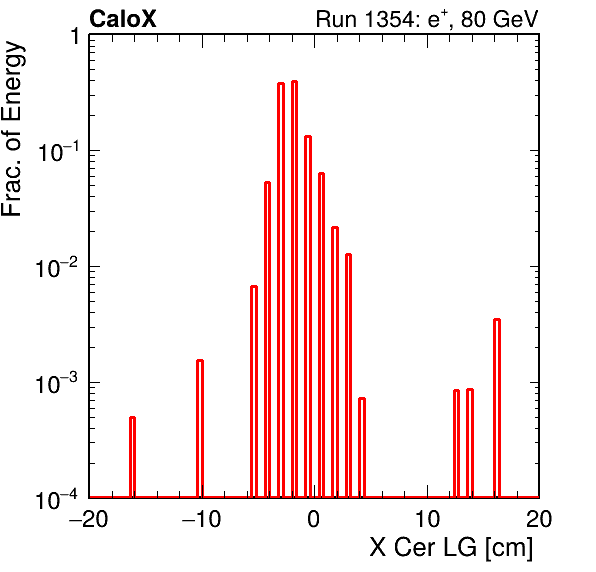 CaloX Run 1354: e⁺, 80 GeV
Frac. of Energy
1
10⁻¹
10⁻²
10⁻³
10⁻⁴
−20 −10 0 10 20
X Cer LG [cm]